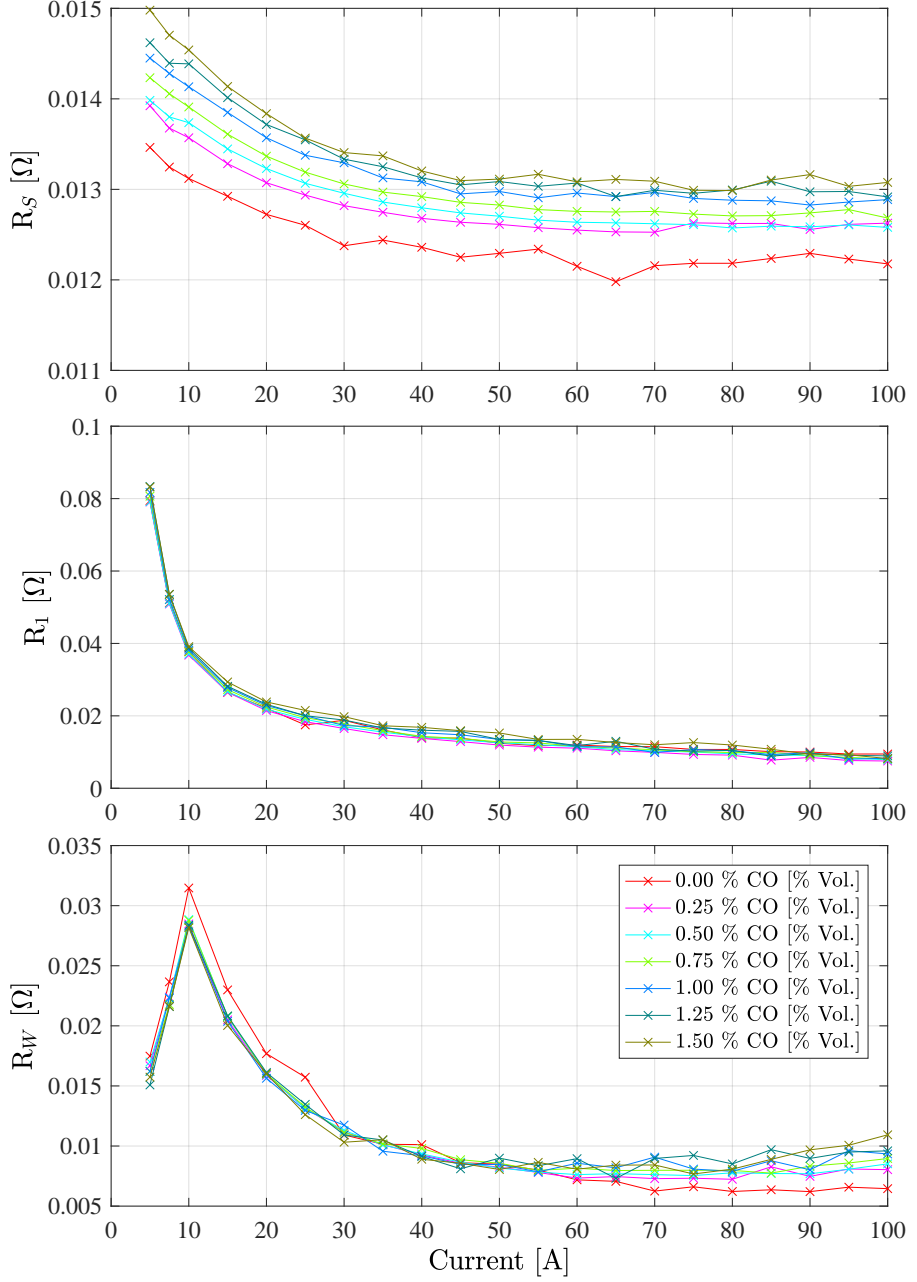 0.015
0.014
0.013
0.012
0.011
R_S [Ω]
0 10 20 30 40 50 60 70 80 90 100
0.1
0.08
0.06
0.04
0.02
0
R_1 [Ω]
0 10 20 30 40 50 60 70 80 90 100
0.035
0.03
0.025
0.02
0.015
0.01
0.005
R_W [Ω]
0.00 % CO [% Vol.]
0.25 % CO [% Vol.]
0.50 % CO [% Vol.]
0.75 % CO [% Vol.]
1.00 % CO [% Vol.]
1.25 % CO [% Vol.]
1.50 % CO [% Vol.]
0 10 20 30 40 50 60 70 80 90 100
Current [A]